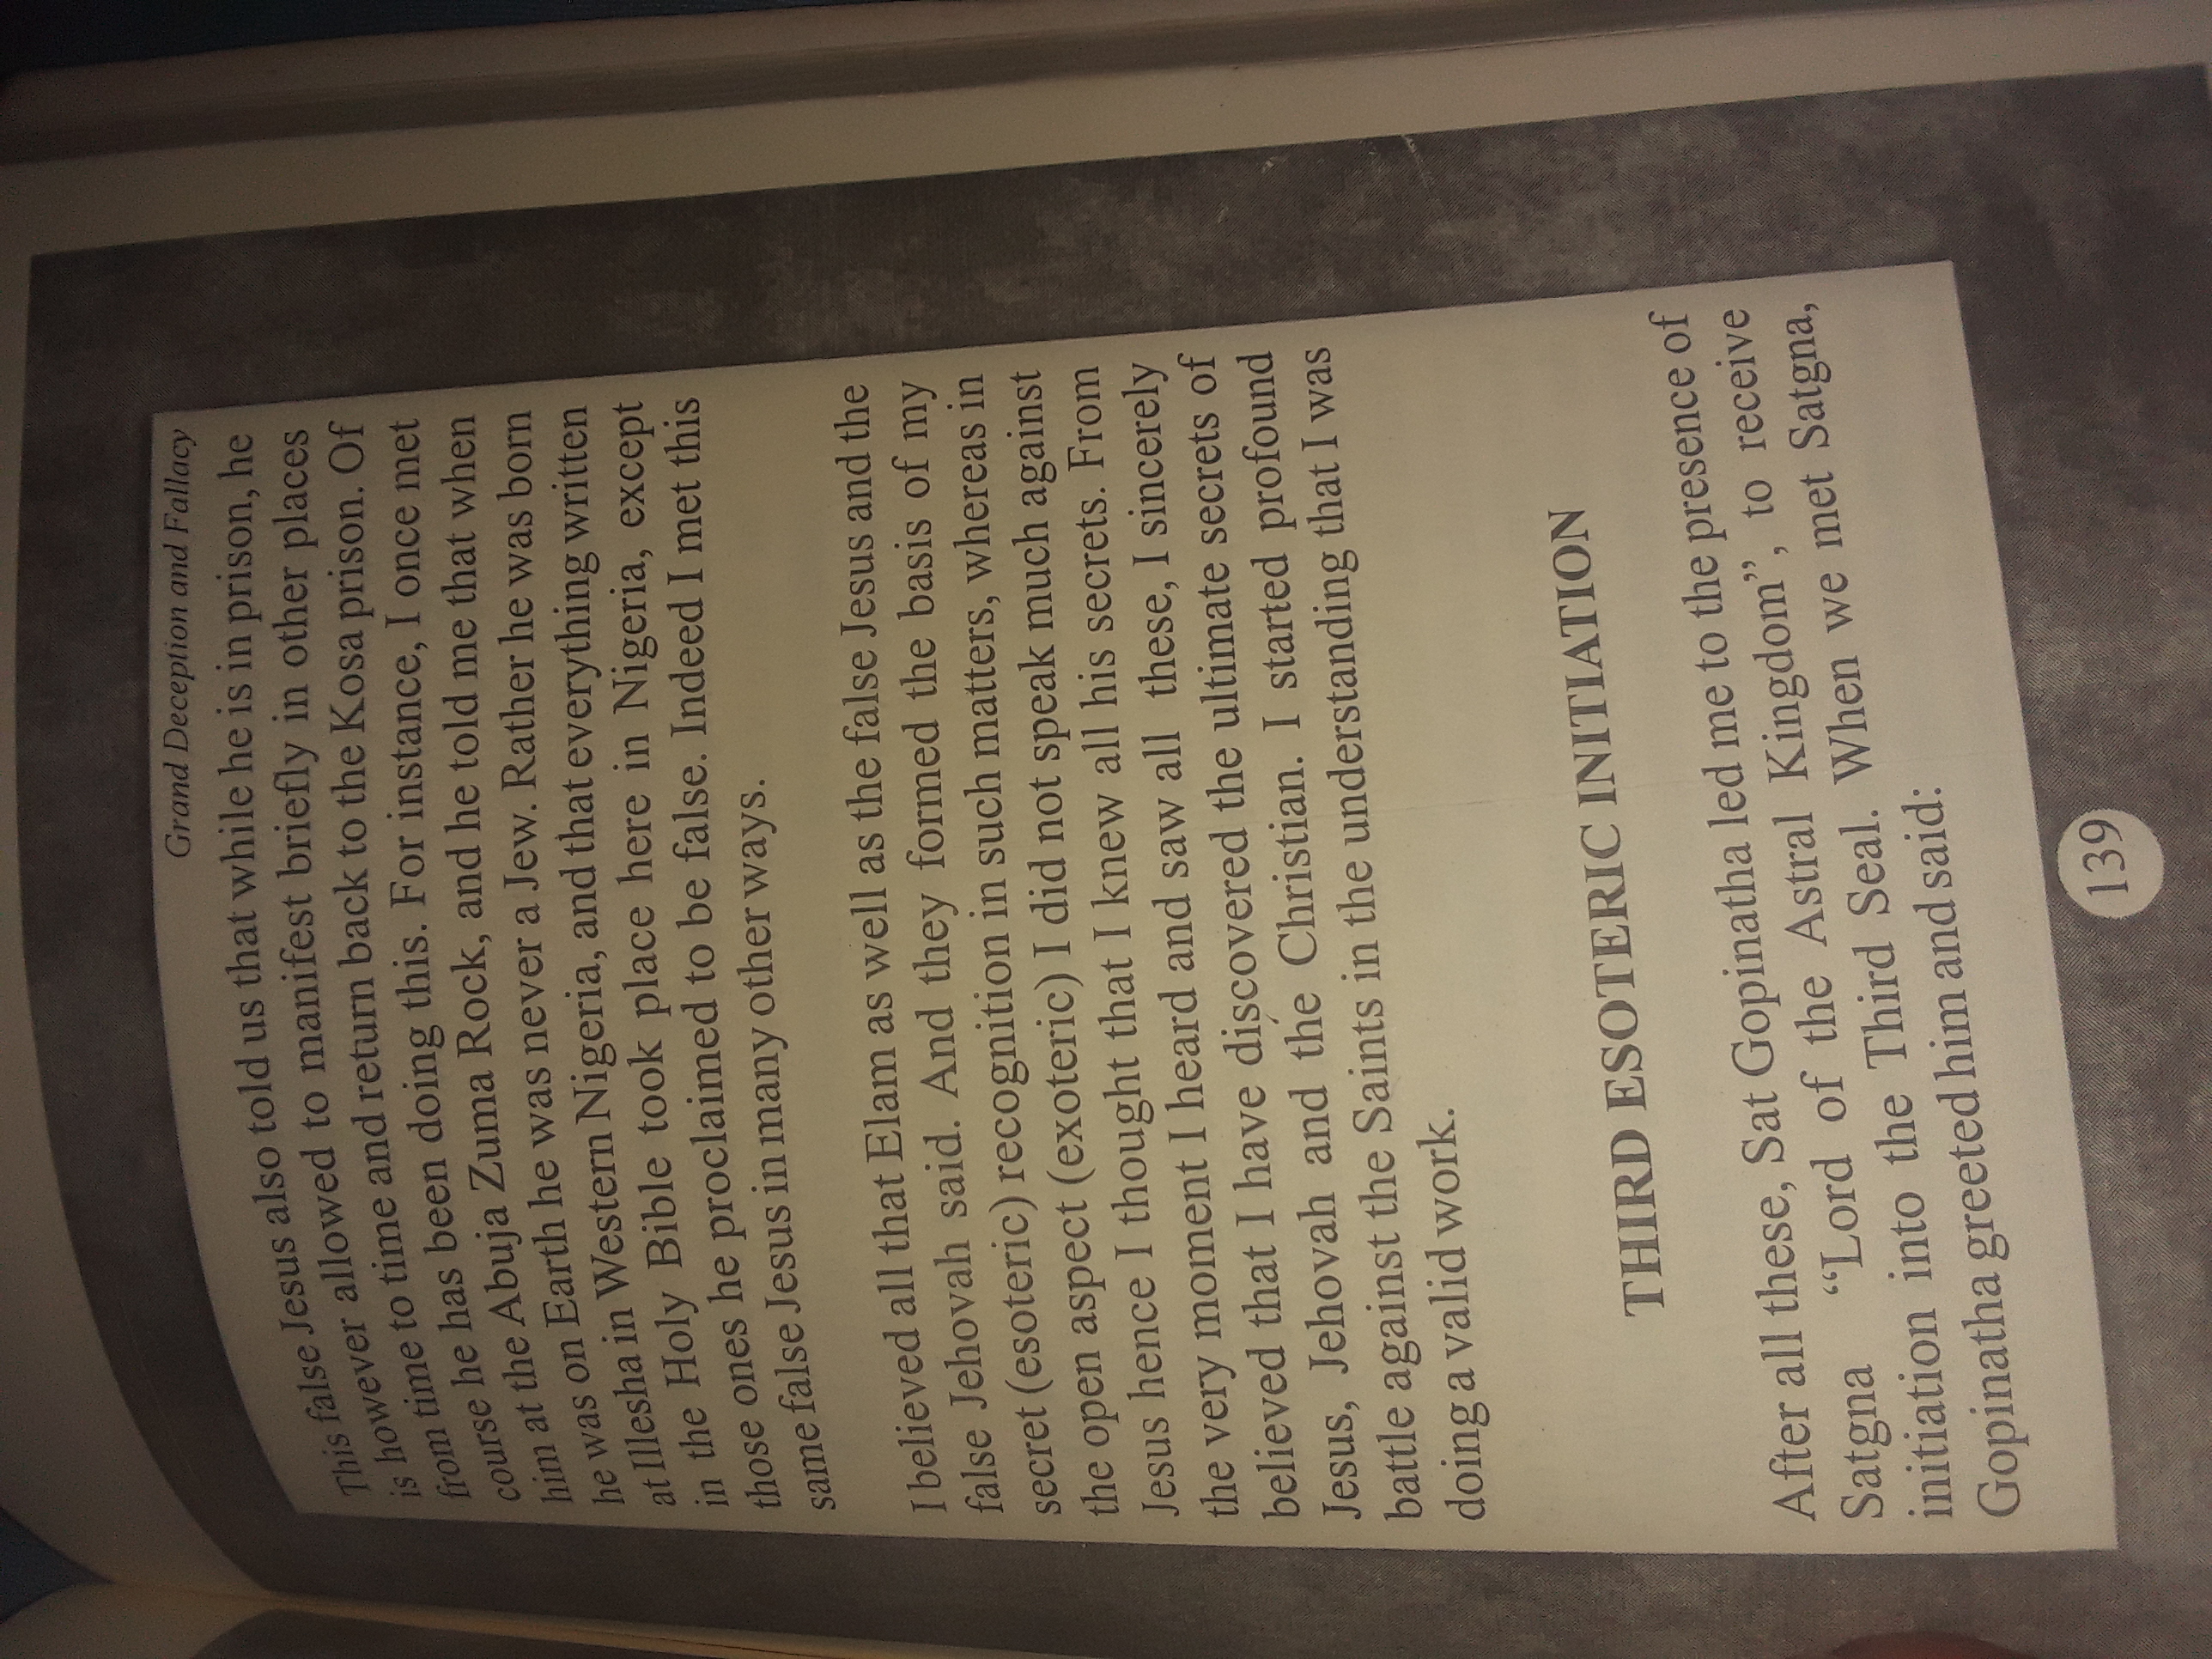 Grand Deception and Fallacy
This false Jesus also told us that while he is in prison, he
is however allowed to manifest briefly in other places
from time to time and return back to the Kosa prison. Of
course he has been doing this. For instance, I once met
him at the Abuja Zuma Rock, and he told me that when
he was on Earth he was never a Jew. Rather he was born
at Illesha in Western Nigeria, and that everything written
in the Holy Bible took place here in Nigeria, except
those ones he proclaimed to be false. Indeed I met this
same false Jesus in many other ways.
I believed all that Elam as well as the false Jesus and the
false Jehovah said. And they formed the basis of my
secret (esoteric) recognition in such matters, whereas in
the open aspect (exoteric) I did not speak much against
Jesus hence I thought that I knew all his secrets. From
the very moment I heard and saw all these, I sincerely
believed that I have discovered the ultimate secrets of
Jesus, Jehovah and the Christian. I started profound
battle against the Saints in the understanding that I was
doing a valid work.
THIRD ESOTERIC INITIATION
After all these, Sat Gopinatha led me to the presence of
Satgna “Lord of the Astral Kingdom”, to receive
initiation into the Third Seal. When we met Satgna,
Gopinatha greeted him and said:
139